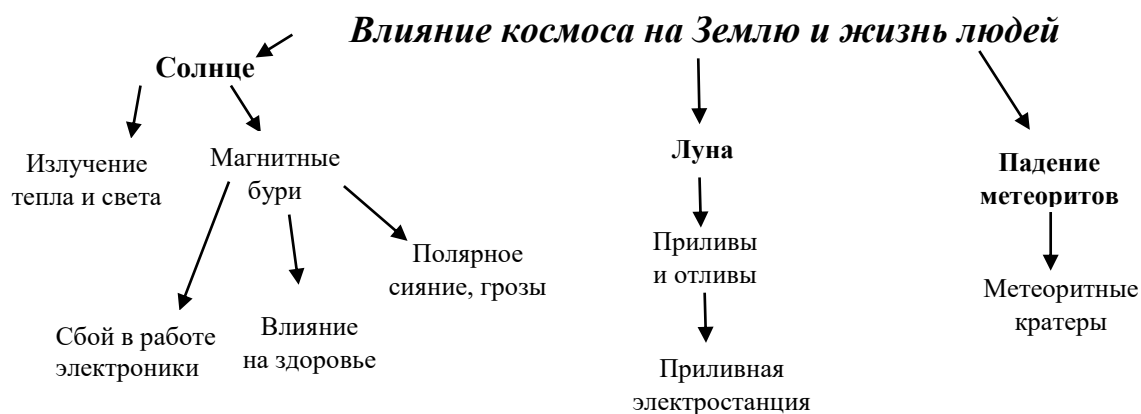 Влияние космоса на Землю и жизнь людей
Солнце
Излучение
тепла и света
Магнитные
бури
Сбой в работе
электроники
Влияние
на здоровье
Полярное
сияние, грозы
Луна
Приливы
и отливы
Приливная
электростанция
Падение
метеоритов
Метеоритные
кратеры